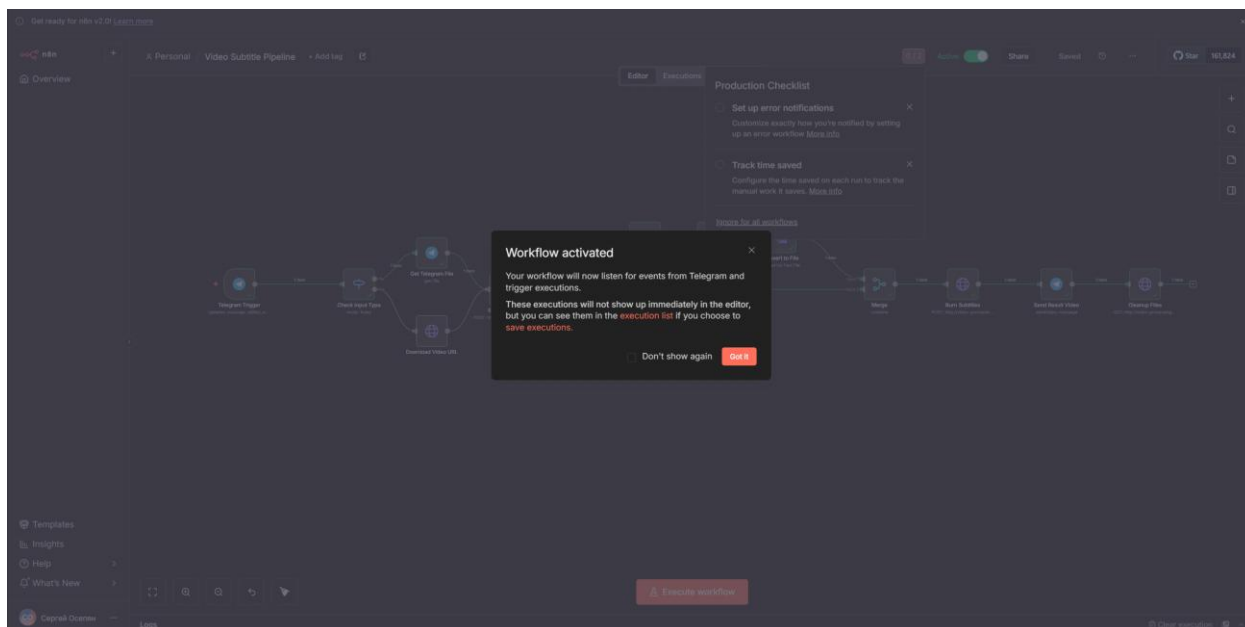 Get ready for n8n v2.0! Learn more
n8n
Overview
Personal
Video Subtitle Pipeline
+ Add tag
Active
Share
Saved
Star
161,824
Editor
Executions
Production Checklist
Set up error notifications
Customize exactly how you're notified by setting
up an error workflow More info
Track time saved
Configure the time saved on each run to track the
manual work it saves. More info
Ignore for all workflows
Workflow activated
Your workflow will now listen for events from Telegram and
trigger executions.
These executions will not show up immediately in the editor,
but you can see them in the execution list if you choose to
save executions.
Don't show again
Got it
Telegram Trigger
Check Input Type
Get Telegram File
Download Video URL
Merge
Burn Subtitles
Send Result Video
Cleanup Files
Templates
Insights
Help
What's New
Execute workflow
Сергей Осепян
Logs
Clear execution